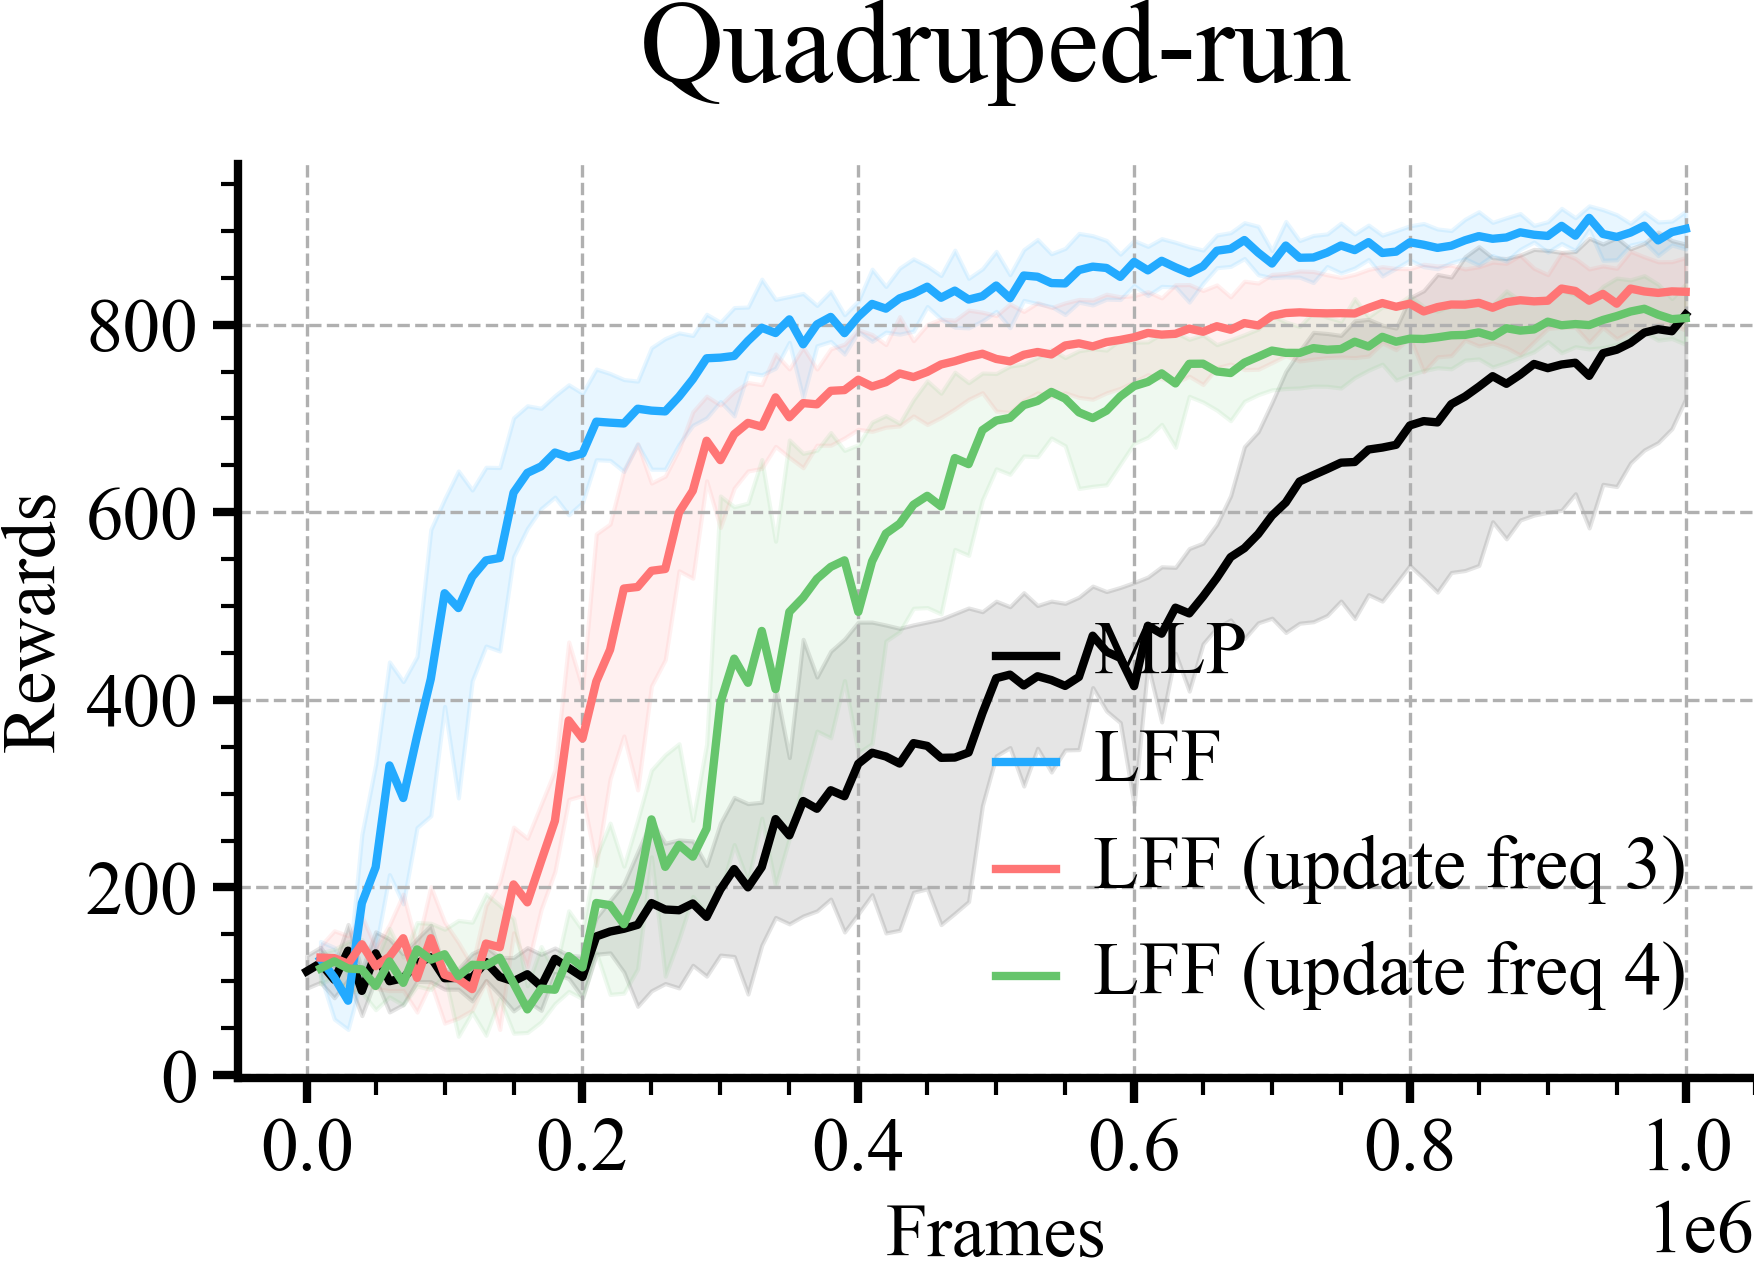 Quadruped-run
Rewards
800
600
400
200
0
MLP
LFF
LFF (update freq 3)
LFF (update freq 4)
0.0 0.2 0.4 0.6 0.8 1.0
1e6
Frames